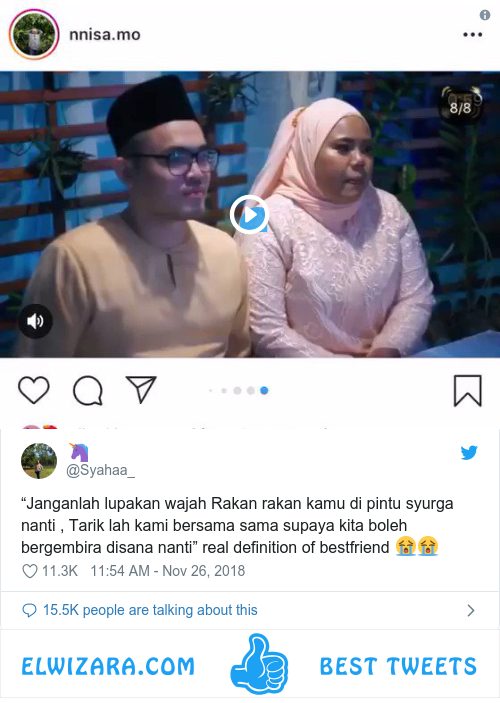 nnisa.mo
8/8
@Syahaa_
“Janganlah lupakan wajah Rakan rakan kamu di pintu syurga
nanti , Tarik lah kami bersama sama supaya kita boleh
bergembira disana nanti” real definition of bestfriend 😭😭
11.3K 11:54 AM - Nov 26, 2018
15.5K people are talking about this
ELWIZARA.COM BEST TWEETS